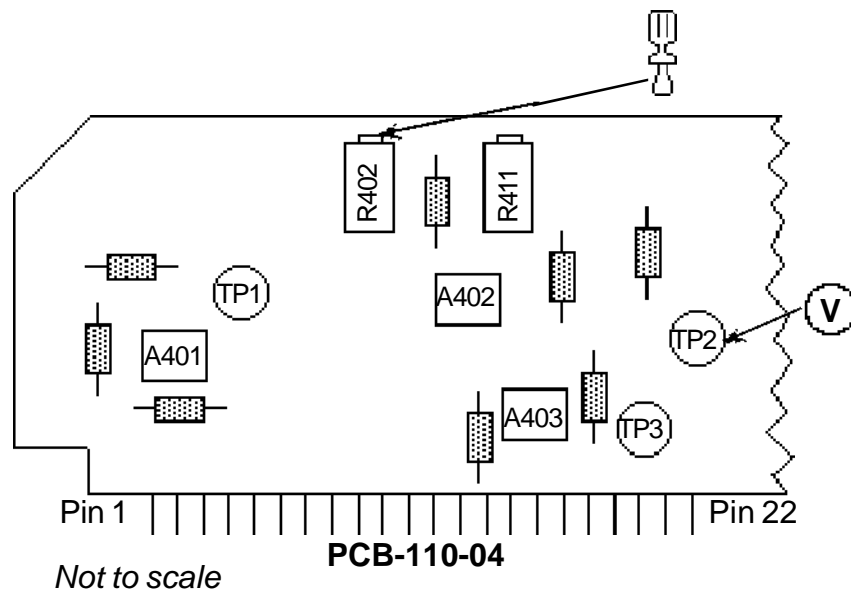 R402
R411
TP1
A402
V
TP2
A401
A403
TP3
Pin 1
Pin 22
PCB-110-04
Not to scale